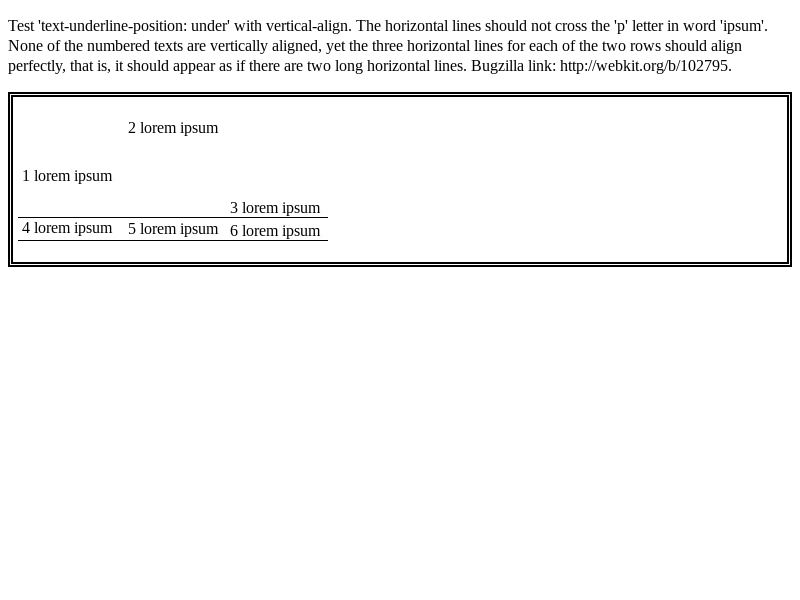 Test 'text-underline-position: under' with vertical-align. The horizontal lines should not cross the 'p' letter in word 'ipsum'.
None of the numbered texts are vertically aligned, yet the three horizontal lines for each of the two rows should align
perfectly, that is, it should appear as if there are two long horizontal lines. Bugzilla link: http://webkit.org/b/102795.
2 lorem ipsum
1 lorem ipsum
3 lorem ipsum
4 lorem ipsum 5 lorem ipsum 6 lorem ipsum